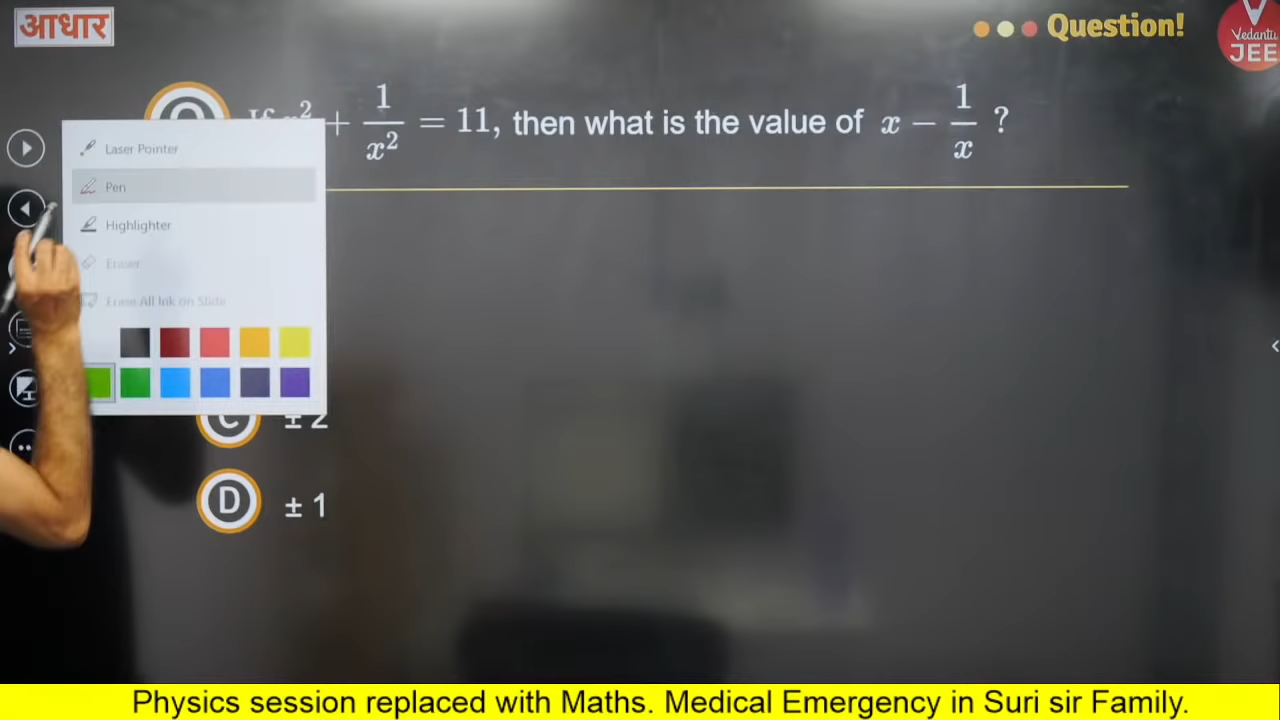 आधार
Question!
Vedantu
JEE
x² + 1/x² = 11, then what is the value of x − 1/x ?
Laser Pointer
Pen
Highlighter
Eraser
Erase All Ink on Slide
C ± 2
D ± 1
Physics session replaced with Maths. Medical Emergency in Suri sir Family.